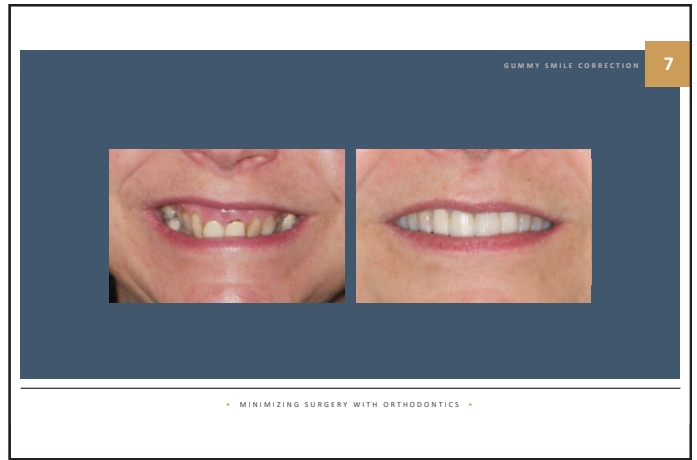 GUMMY SMILE CORRECTION
7
• MINIMIZING SURGERY WITH ORTHODONTICS •